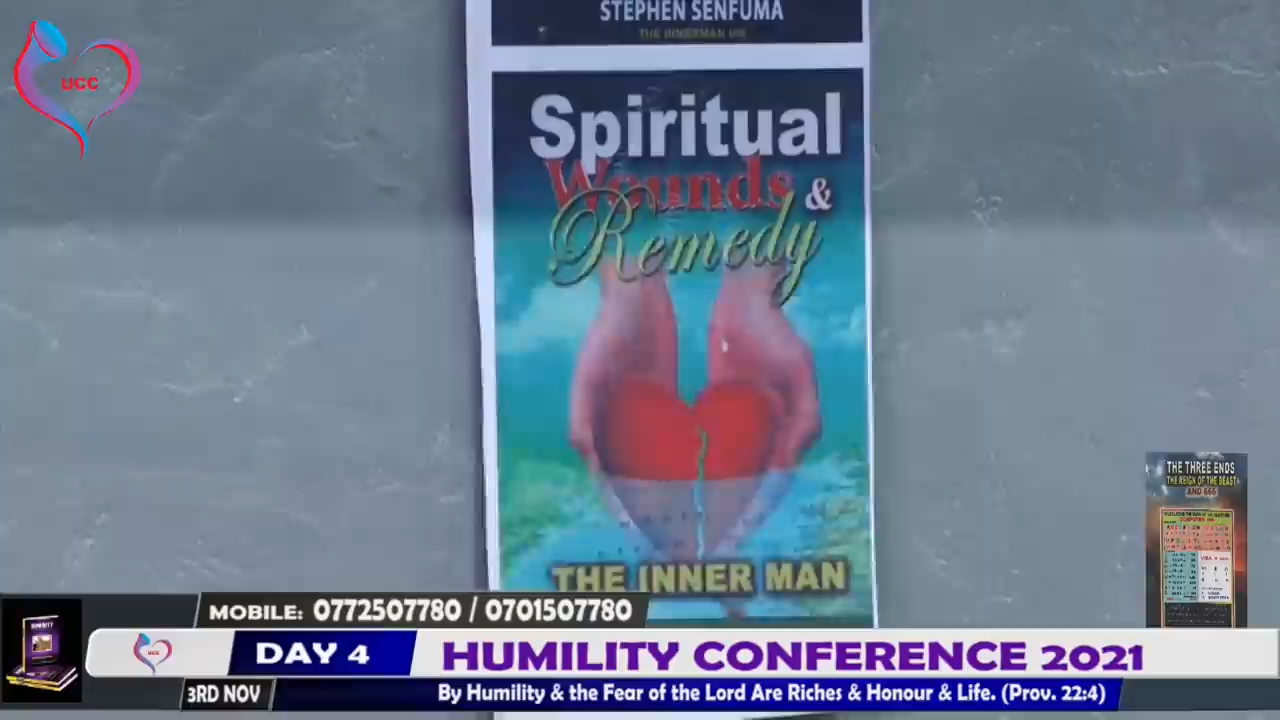 STEPHEN SENFUMA
THE INNERMAN
UCC
Spiritual
Wounds &
Remedy
THE INNER MAN
THE THREE ENDS
THE REIGN OF THE BEAST
AND 666
MOBILE: 0772507780 / 0701507780
HUMILITY
UCC
DAY 4
HUMILITY CONFERENCE 2021
3RD NOV
By Humility & the Fear of the Lord Are Riches & Honour & Life. (Prov. 22:4)